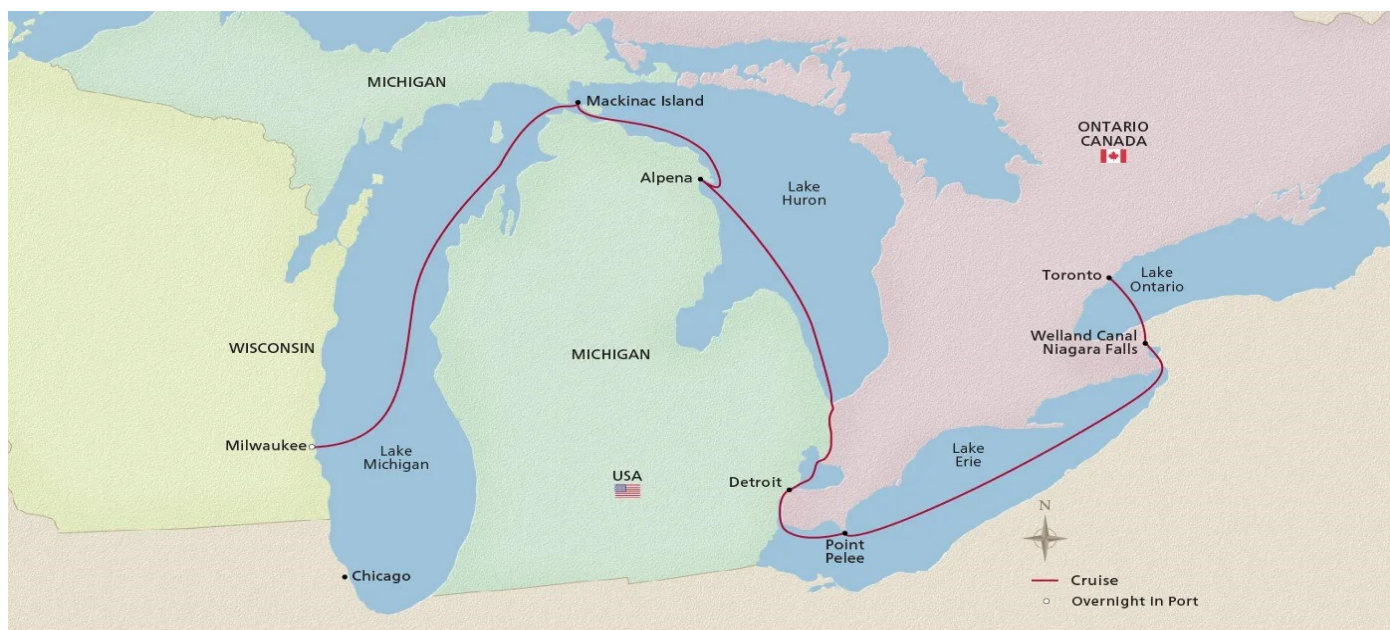 MICHIGAN
Mackinac Island
ONTARIO
CANADA
Alpena
Lake
Huron
Toronto
Lake
Ontario
Welland Canal
Niagara Falls
WISCONSIN
MICHIGAN
Milwaukee
Lake
Michigan
Lake
Erie
USA
Detroit
N
Point
Pelee
Chicago
Cruise
Overnight In Port